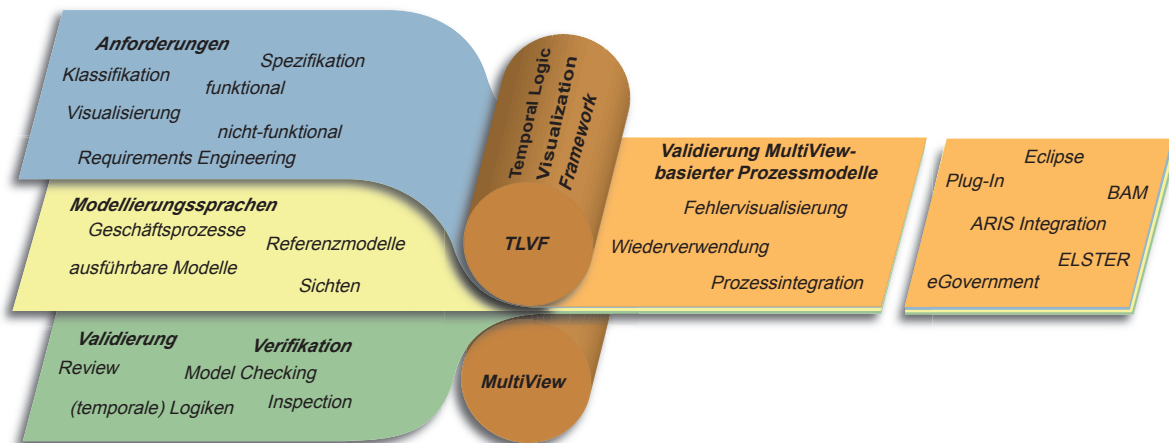 Anforderungen
Spezifikation
Klassifikation
funktional
Visualisierung
nicht-funktional
Requirements Engineering
Modellierungssprachen
Geschäftsprozesse
Referenzmodelle
ausführbare Modelle
Sichten
Validierung
Verifikation
Review
Model Checking
(temporale) Logiken
Inspection
Temporal Logic
Visualization
Framework
TLVF
MultiView
Validierung MultiView-
basierter Prozessmodelle
Fehlervisualisierung
Wiederverwendung
Prozessintegration
Eclipse
Plug-In
BAM
ARIS Integration
ELSTER
eGovernment